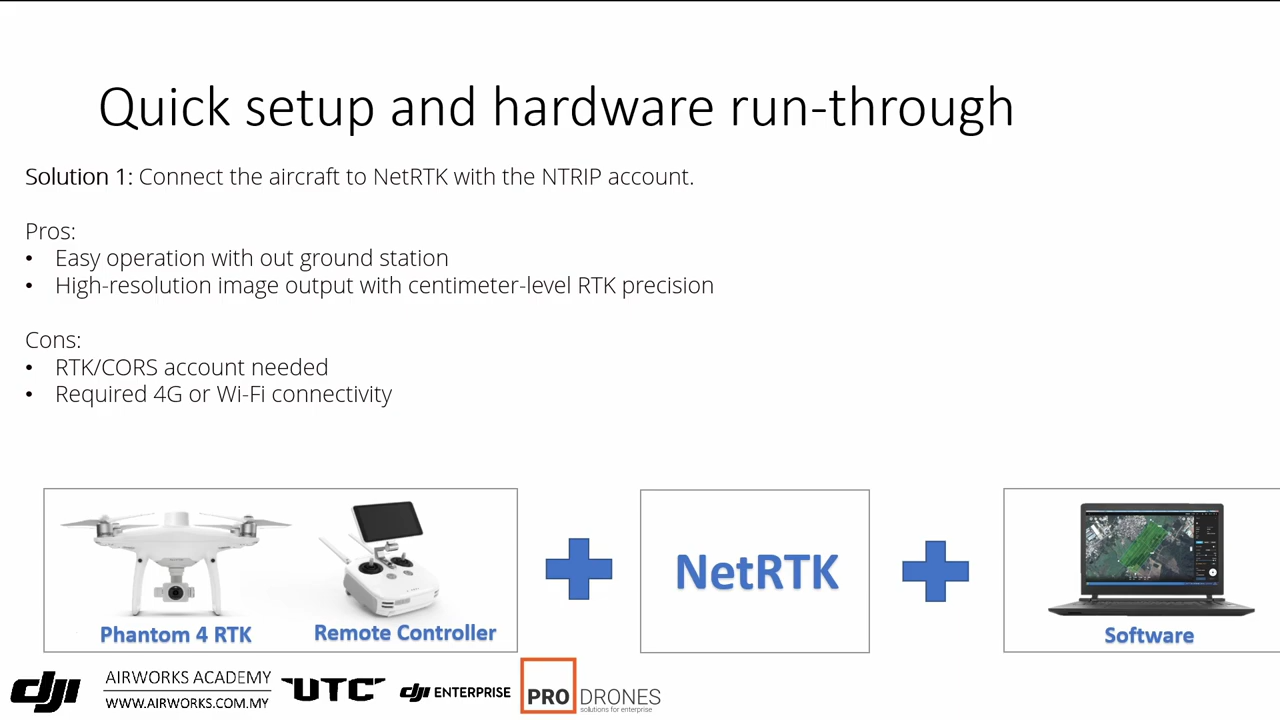 Quick setup and hardware run-through
Solution 1: Connect the aircraft to NetRTK with the NTRIP account.
Pros:
• Easy operation with out ground station
• High-resolution image output with centimeter-level RTK precision
Cons:
• RTK/CORS account needed
• Required 4G or Wi-Fi connectivity
Phantom 4 RTK
Remote Controller
NetRTK
Software
dji
AIRWORKS ACADEMY
WWW.AIRWORKS.COM.MY
UTC
dji ENTERPRISE
PRO DRONES
solutions for enterprise